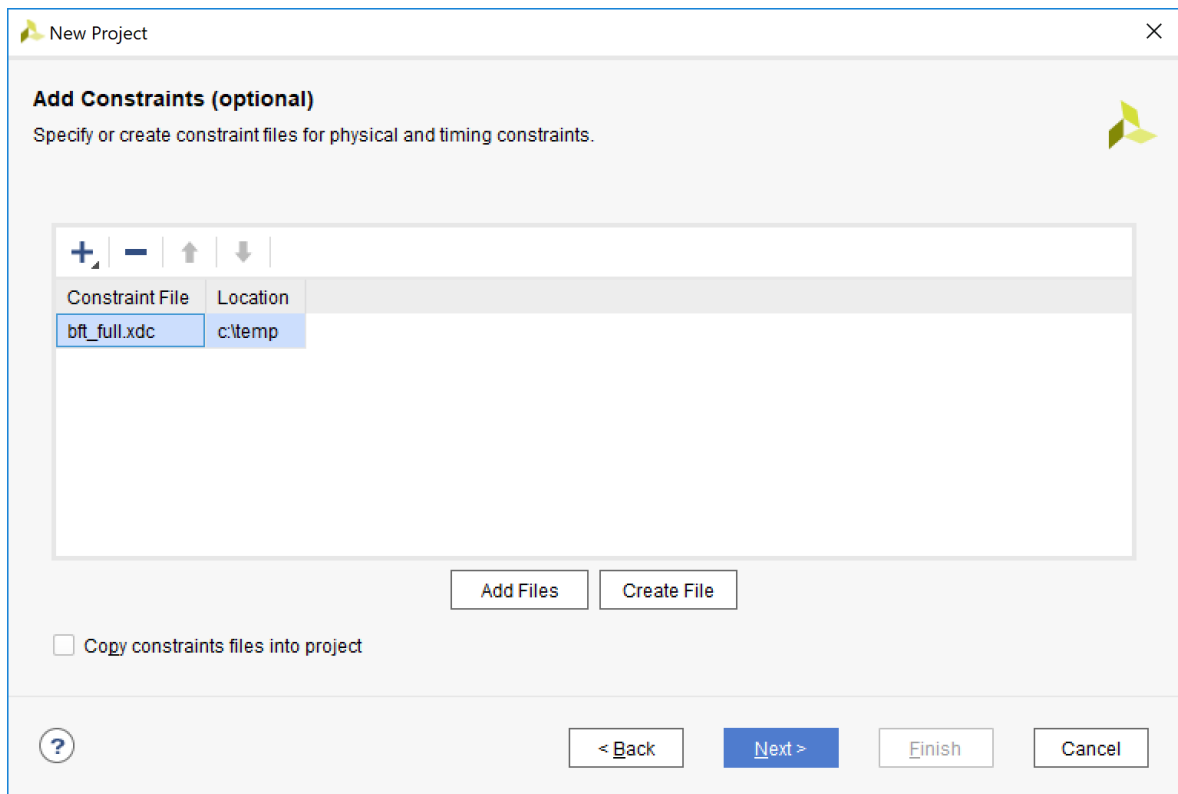 New Project
Add Constraints (optional)
Specify or create constraint files for physical and timing constraints.
Constraint File Location
bft_full.xdc c:\temp
Add Files Create File
Copy constraints files into project
? < Back Next > Finish Cancel